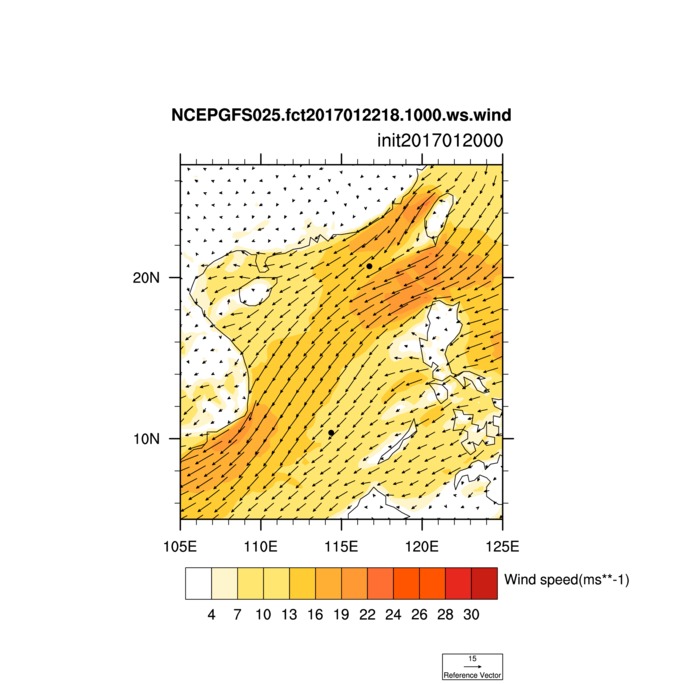 NCEPGFS025.fct2017012218.1000.ws.wind
init2017012000
20N
10N
105E 110E 115E 120E 125E
Wind speed(ms**-1)
4 7 10 13 16 19 22 24 26 28 30
15
Reference Vector